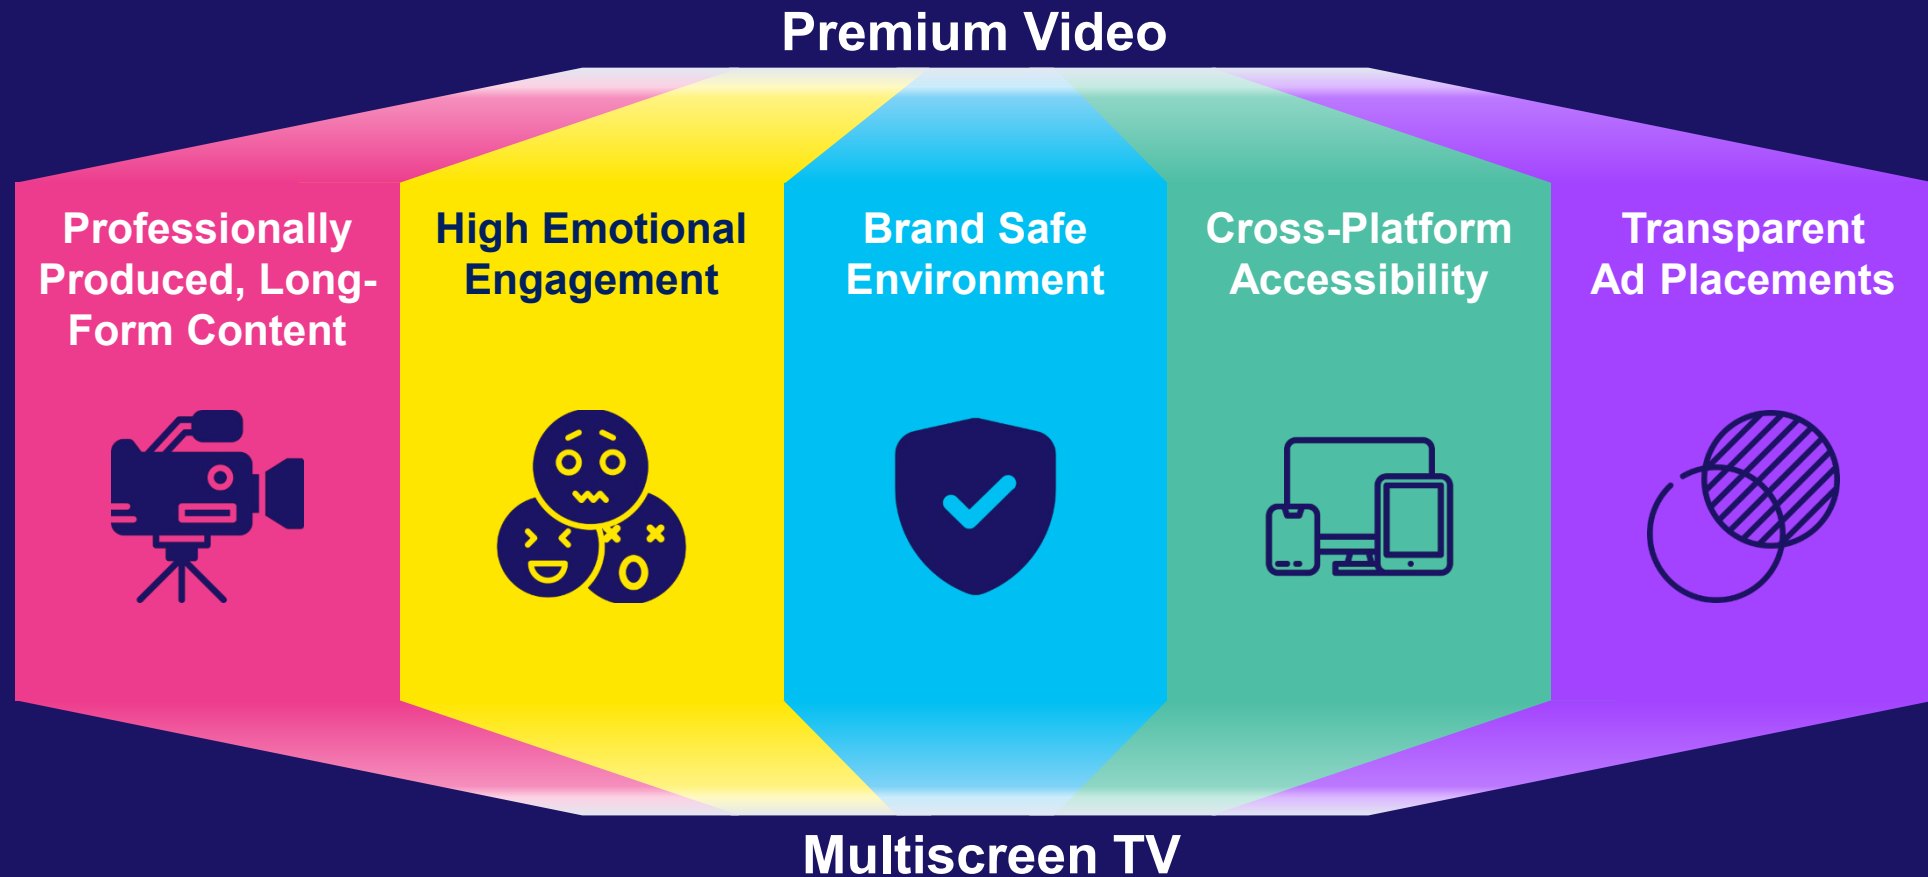 Premium Video
Professionally
Produced, Long-
Form Content
High Emotional
Engagement
Brand Safe
Environment
Cross-Platform
Accessibility
Transparent
Ad Placements
Multiscreen TV